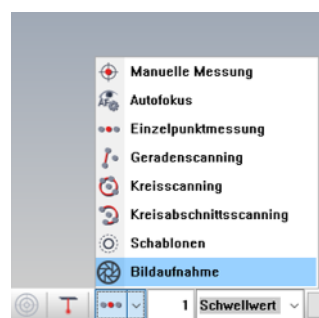 Manuelle Messung
Autofokus
Einzelpunktmessung
Geradenscanning
Kreisscanning
Kreisabschnittsscanning
Schablonen
Bildaufnahme
1 Schwellwert